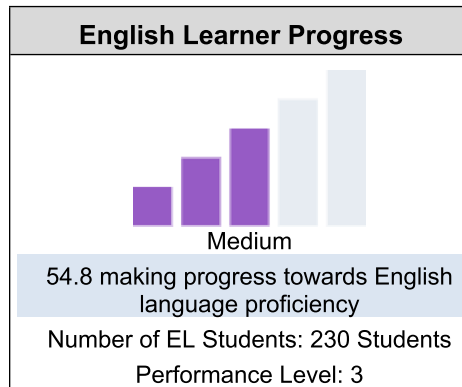 English Learner Progress
Medium
54.8 making progress towards English
language proficiency
Number of EL Students: 230 Students
Performance Level: 3